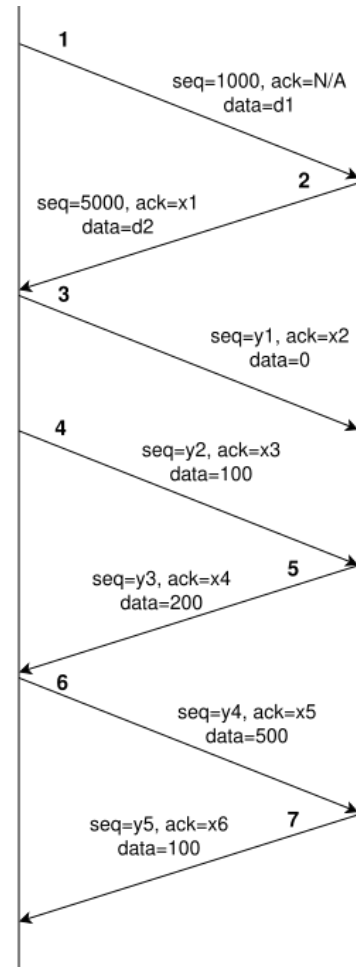 1
seq=1000, ack=N/A
data=d1
2
seq=5000, ack=x1
data=d2
3
seq=y1, ack=x2
data=0
4
seq=y2, ack=x3
data=100
5
seq=y3, ack=x4
data=200
6
seq=y4, ack=x5
data=500
7
seq=y5, ack=x6
data=100